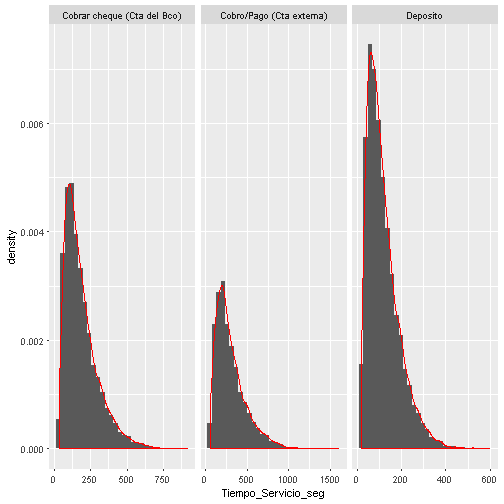 Cobrar cheque (Cta del Bco)
Cobro/Pago (Cta externa)
Deposito
0.006
0.004
0.002
0.000
0 250 500 750
0 500 1000 1500
0 200 400 600
density
Tiempo_Servicio_seg